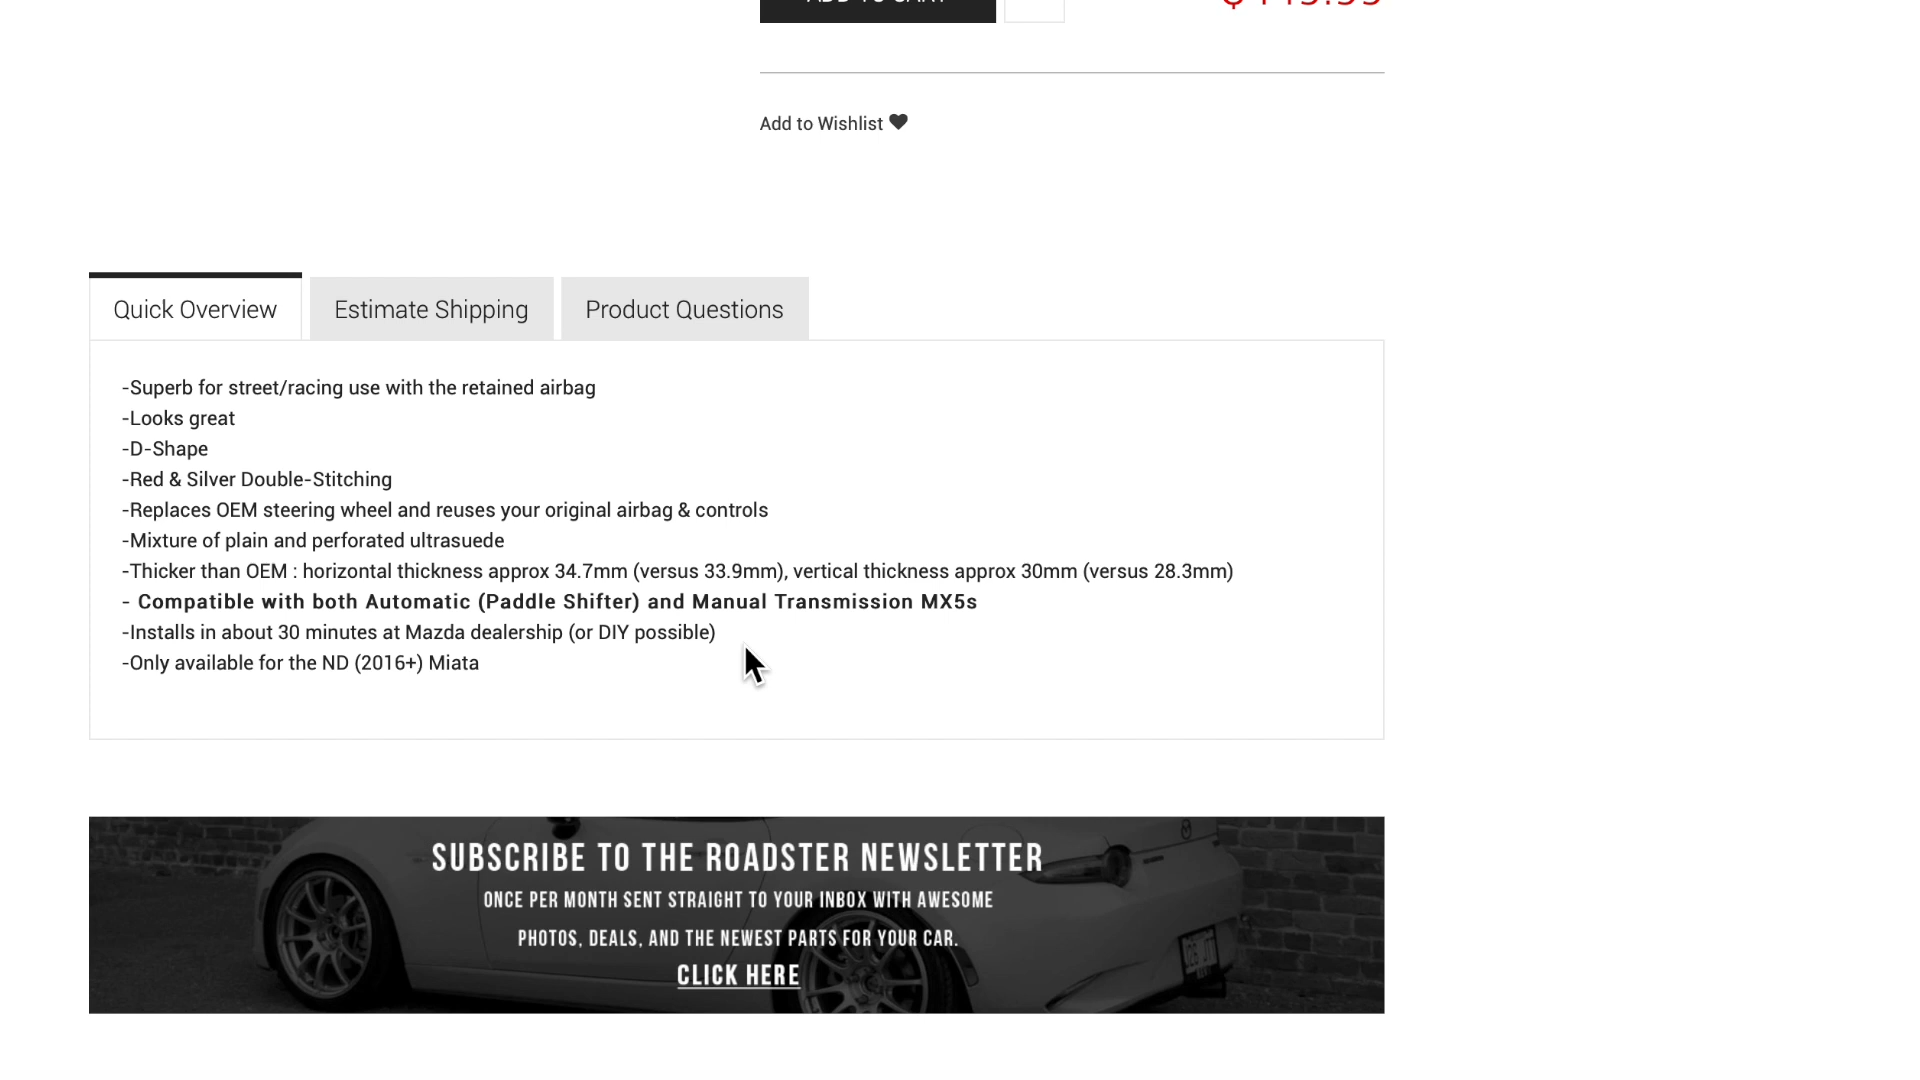 Add to Wishlist
Quick Overview
Estimate Shipping
Product Questions
-Superb for street/racing use with the retained airbag
-Looks great
-D-Shape
-Red & Silver Double-Stitching
-Replaces OEM steering wheel and reuses your original airbag & controls
-Mixture of plain and perforated ultrasuede
-Thicker than OEM : horizontal thickness approx 34.7mm (versus 33.9mm), vertical thickness approx 30mm (versus 28.3mm)
- Compatible with both Automatic (Paddle Shifter) and Manual Transmission MX5s
-Installs in about 30 minutes at Mazda dealership (or DIY possible)
-Only available for the ND (2016+) Miata
SUBSCRIBE TO THE ROADSTER NEWSLETTER
ONCE PER MONTH SENT STRAIGHT TO YOUR INBOX WITH AWESOME
PHOTOS, DEALS, AND THE NEWEST PARTS FOR YOUR CAR.
CLICK HERE